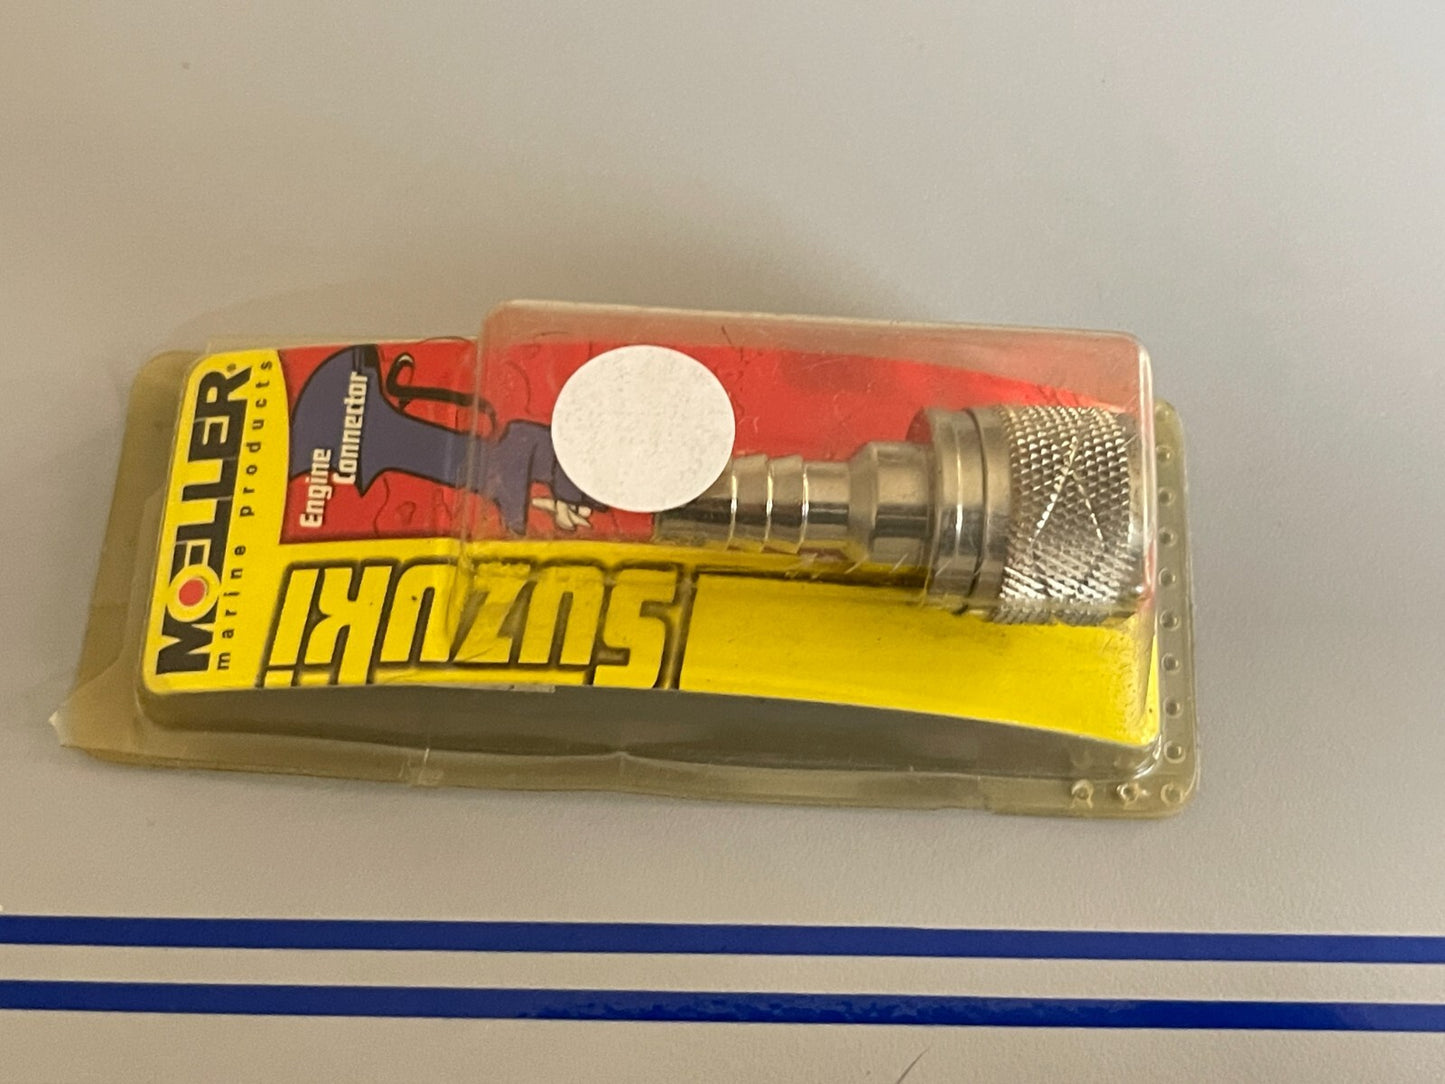 MOELLER®
marine products
Engine
Connector
Suzuki